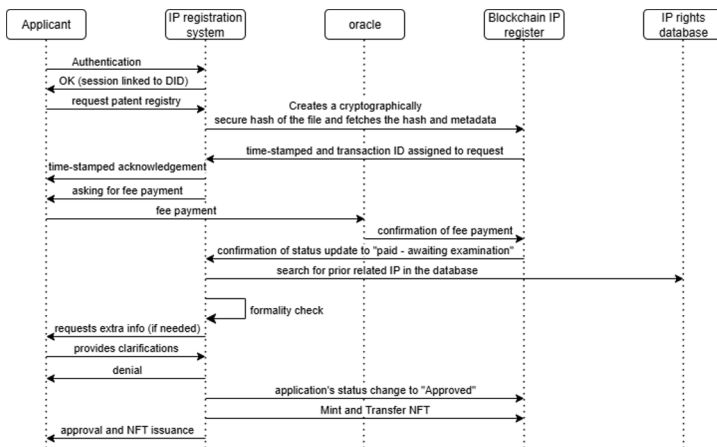 Applicant
IP registration
system
oracle
Blockchain IP
register
IP rights
database
Authentication
OK (session linked to DID)
request patent registry
Creates a cryptographically
secure hash of the file and fetches the hash and metadata
time-stamped and transaction ID assigned to request
time-stamped acknowledgement
asking for fee payment
fee payment
confirmation of fee payment
confirmation of status update to "paid - awaiting examination"
search for prior related IP in the database
formality check
requests extra info (if needed)
provides clarifications
denial
application's status change to "Approved"
Mint and Transfer NFT
approval and NFT issuance